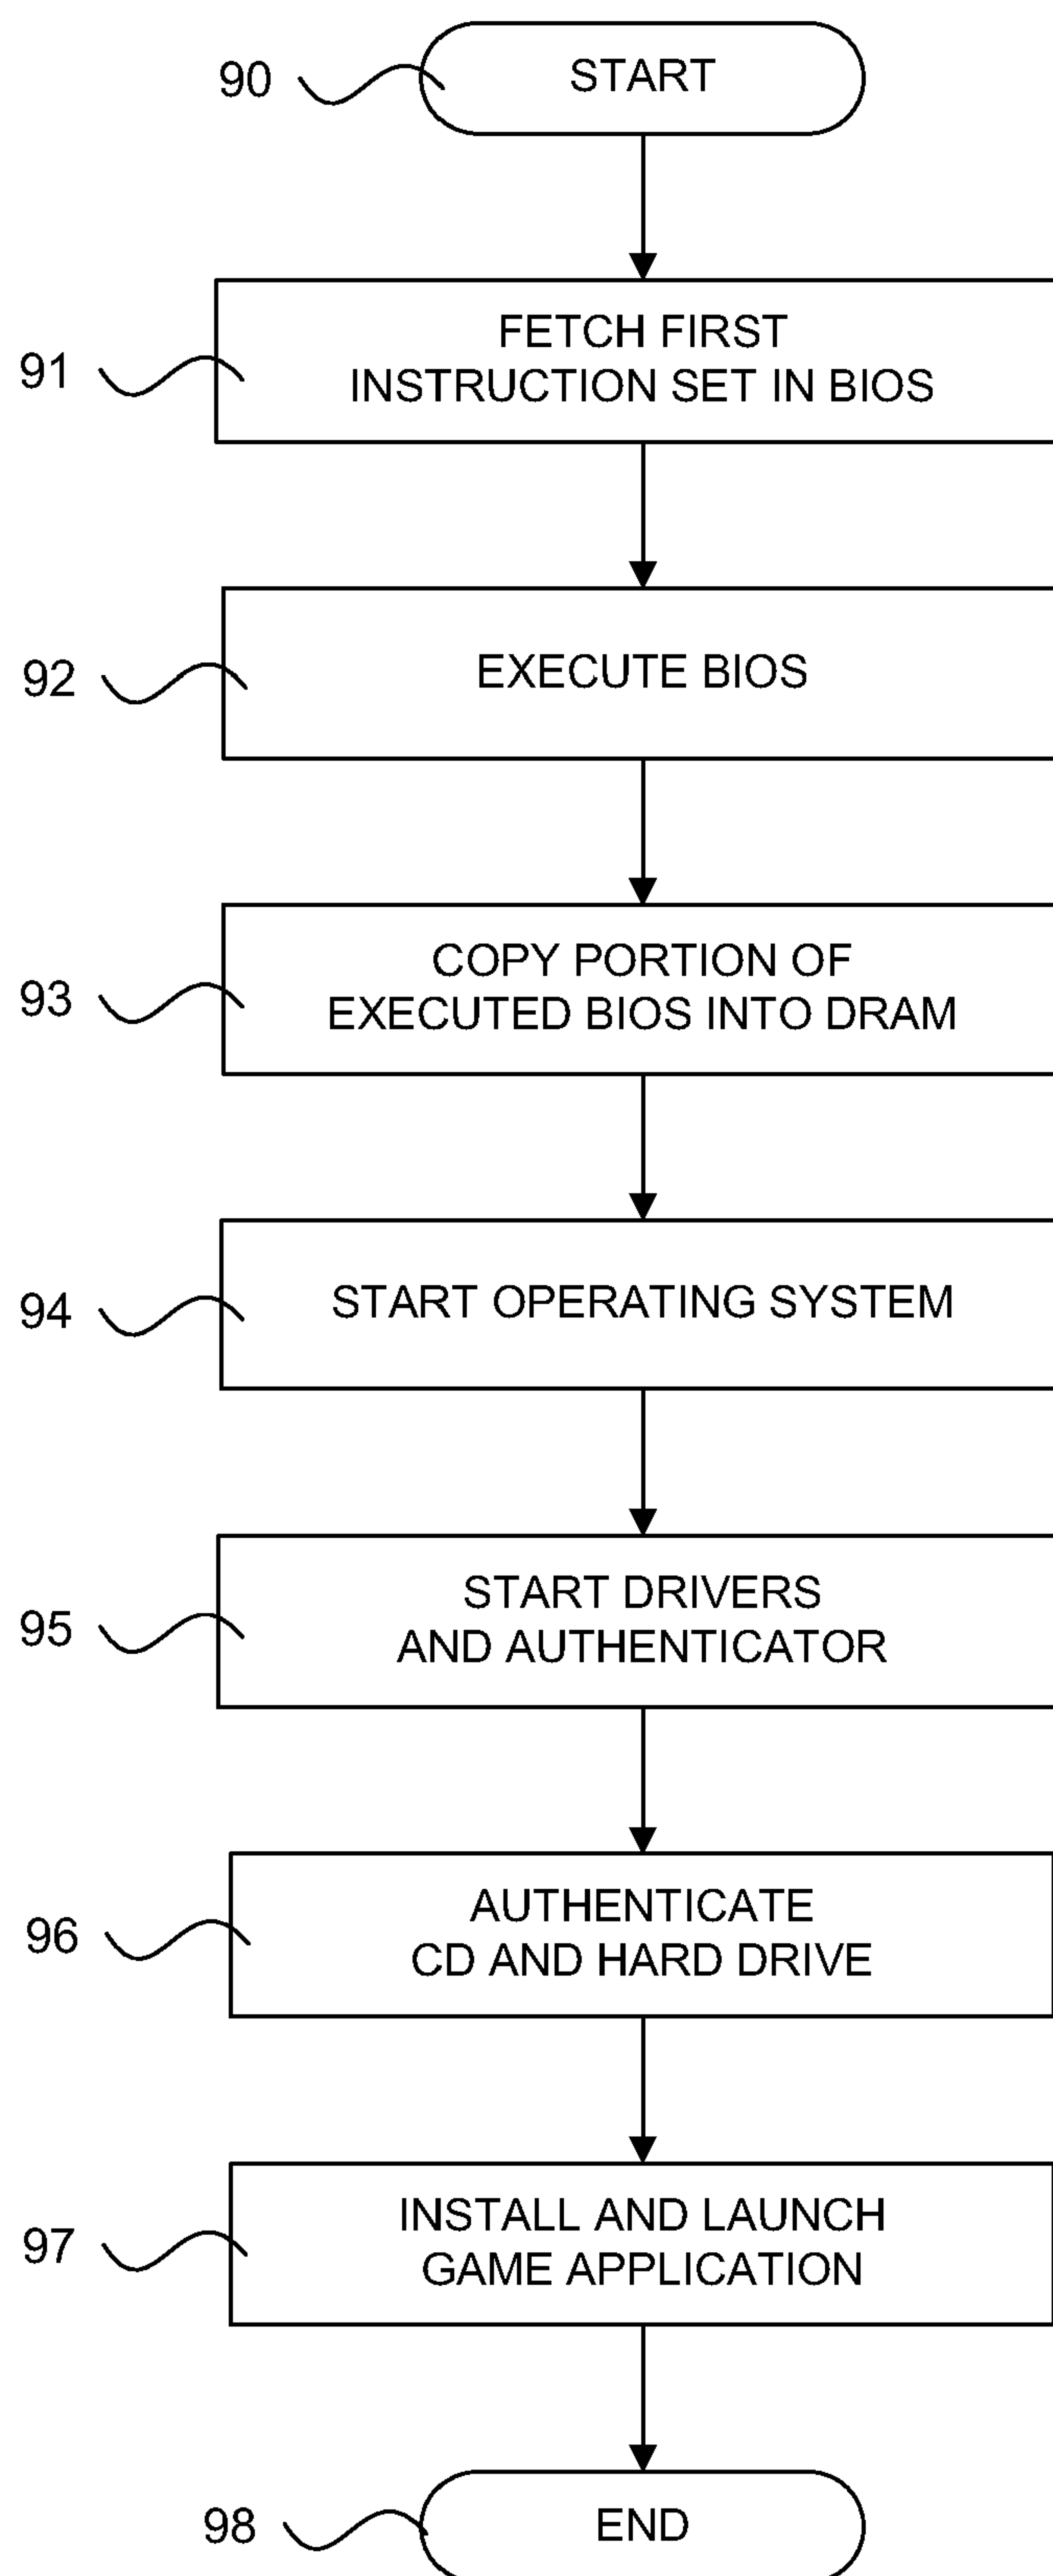 90
START
91
FETCH FIRST
INSTRUCTION SET IN BIOS
92
EXECUTE BIOS
93
COPY PORTION OF
EXECUTED BIOS INTO DRAM
94
START OPERATING SYSTEM
95
START DRIVERS
AND AUTHENTICATOR
96
AUTHENTICATE
CD AND HARD DRIVE
97
INSTALL AND LAUNCH
GAME APPLICATION
98
END